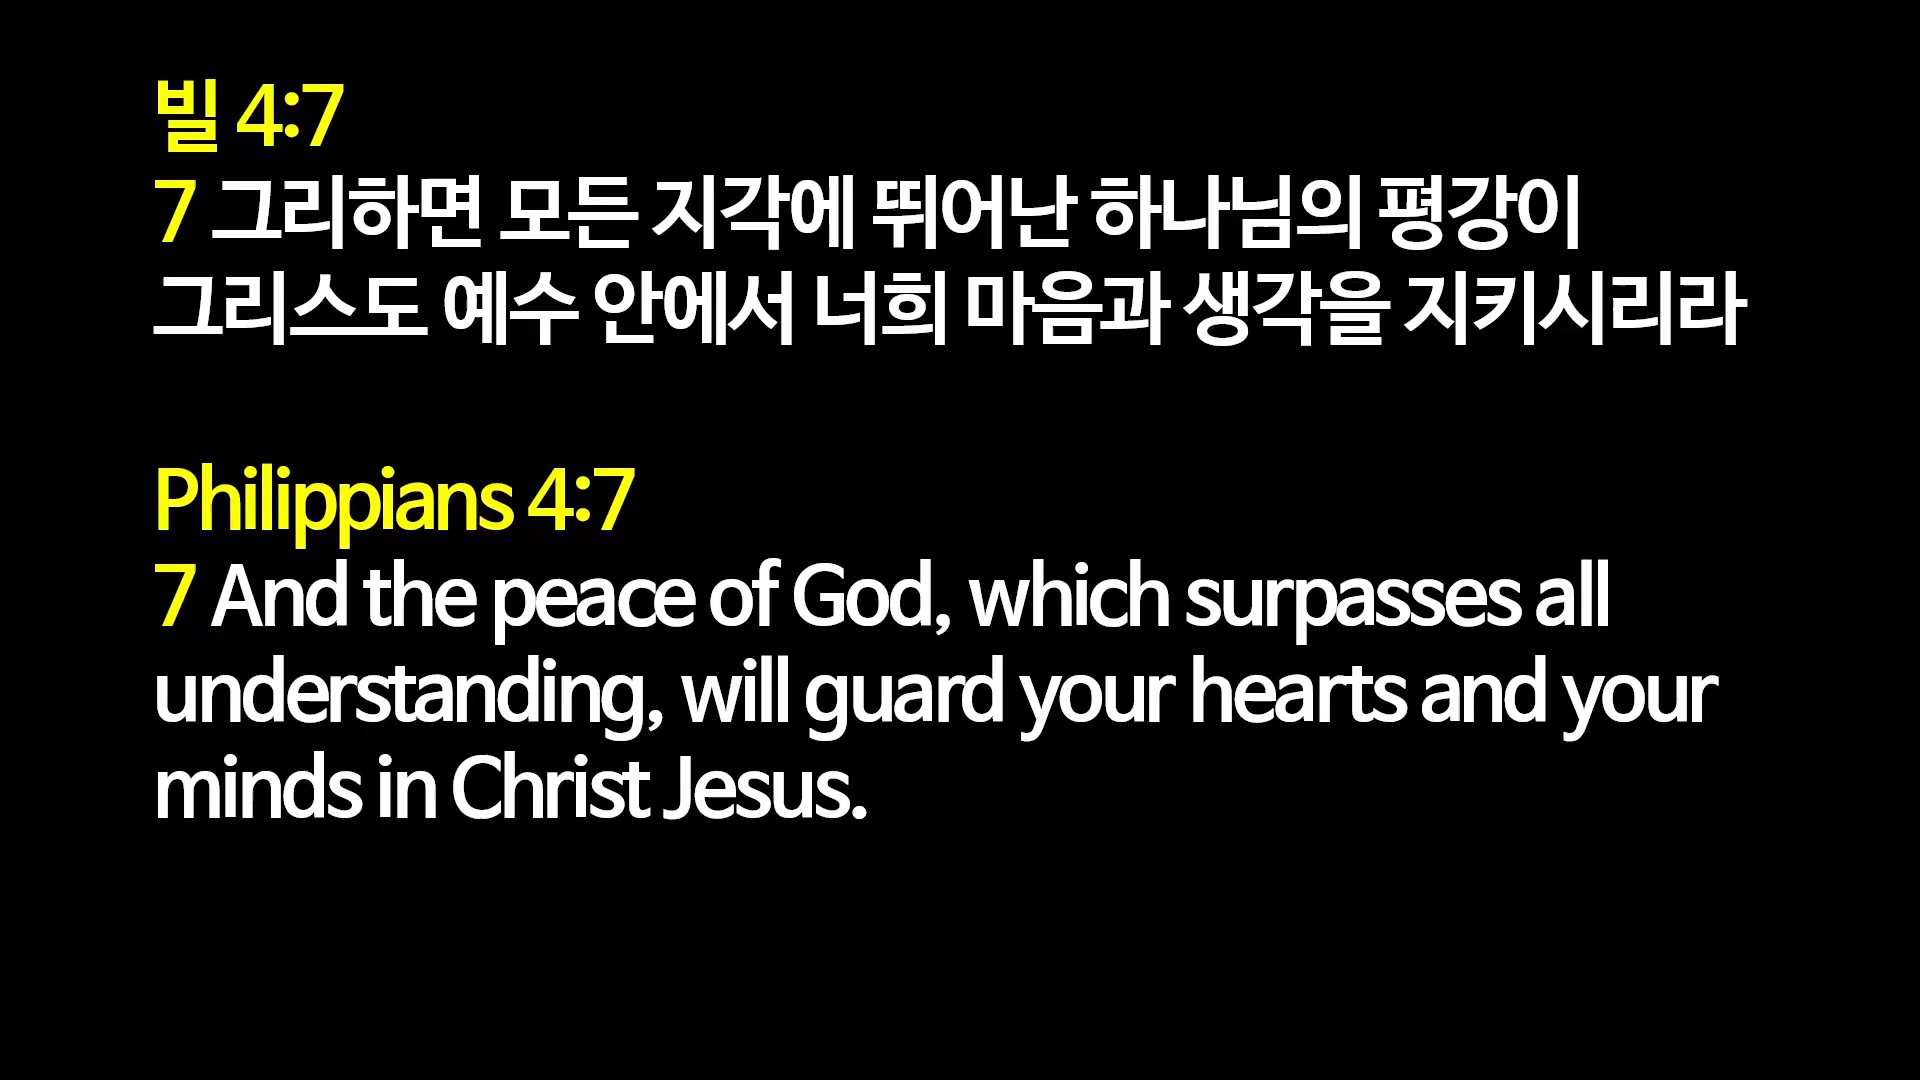 빌 4:7
7 그리하면 모든 지각에 뛰어난 하나님의 평강이
그리스도 예수 안에서 너희 마음과 생각을 지키시리라
Philippians 4:7
7 And the peace of God, which surpasses all
understanding, will guard your hearts and your
minds in Christ Jesus.